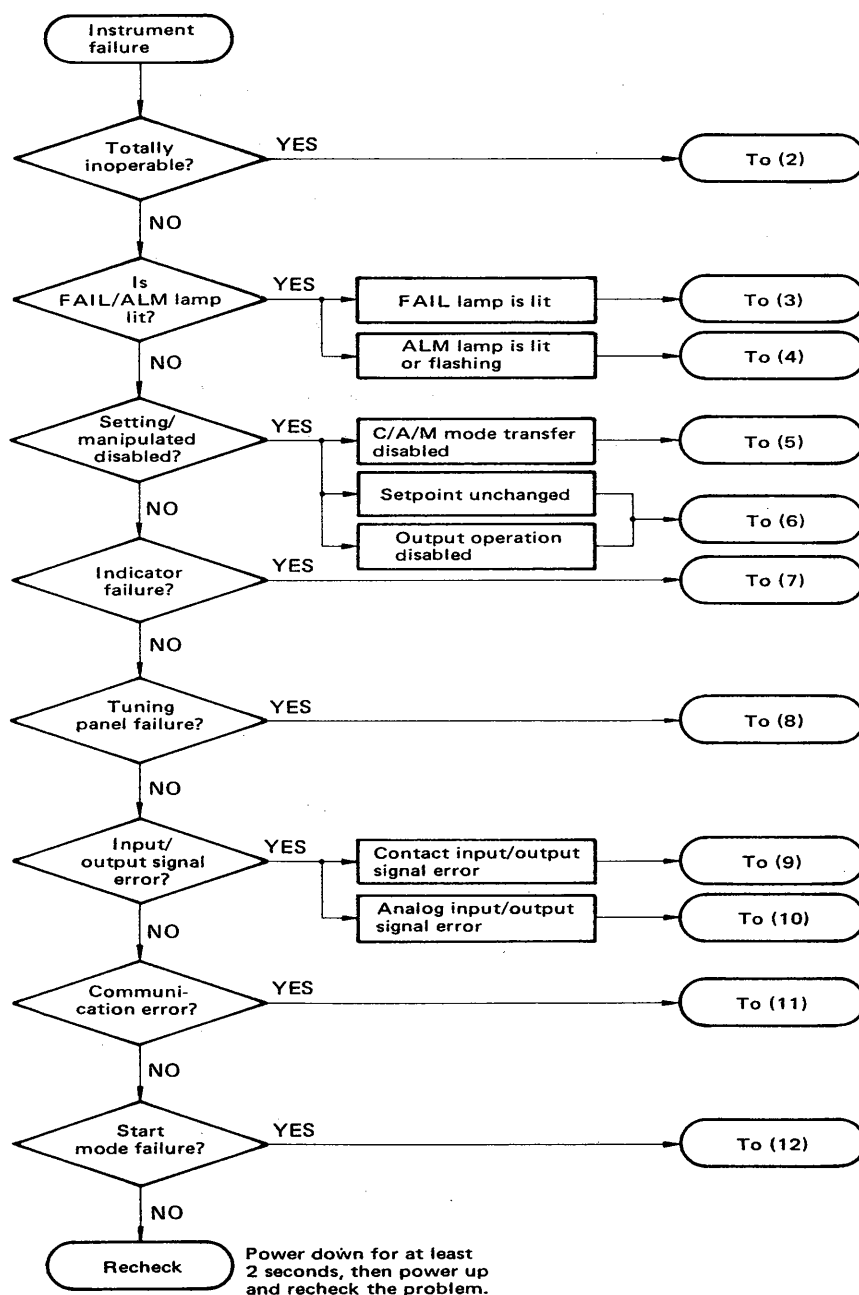 Instrument
failure
Totally
inoperable?
YES
To (2)
NO
Is
FAIL/ALM lamp
lit?
YES
FAIL lamp is lit
To (3)
ALM lamp is lit
or flashing
To (4)
NO
Setting/
manipulated
disabled?
YES
C/A/M mode transfer
disabled
To (5)
Setpoint unchanged
Output operation
disabled
To (6)
NO
Indicator
failure?
YES
To (7)
NO
Tuning
panel failure?
YES
To (8)
NO
Input/
output signal
error?
YES
Contact input/output
signal error
To (9)
Analog input/output
signal error
To (10)
NO
Communi-
cation error?
YES
To (11)
NO
Start
mode failure?
YES
To (12)
NO
Recheck
Power down for at least
2 seconds, then power up
and recheck the problem.